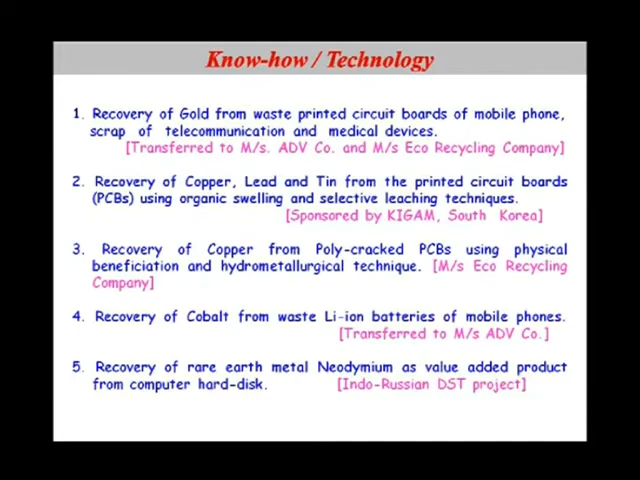 Know-how / Technology
1. Recovery of Gold from waste printed circuit boards of mobile phone,
scrap of telecommunication and medical devices.
[Transferred to M/s. ADV Co. and M/s Eco Recycling Company]
2. Recovery of Copper, Lead and Tin from the printed circuit boards
(PCBs) using organic swelling and selective leaching techniques.
[Sponsored by KIGAM, South Korea]
3. Recovery of Copper from Poly-cracked PCBs using physical
beneficiation and hydrometallurgical technique. [M/s Eco Recycling
Company]
4. Recovery of Cobalt from waste Li-ion batteries of mobile phones.
[Transferred to M/s ADV Co.]
5. Recovery of rare earth metal Neodymium as value added product
from computer hard-disk. [Indo-Russian DST project]